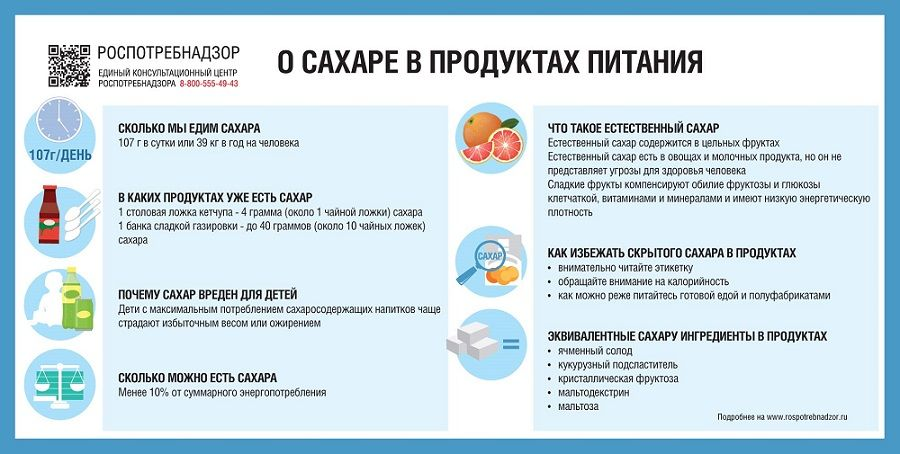 РОСПОТРЕБНАДЗОР
ЕДИНЫЙ КОНСУЛЬТАЦИОННЫЙ ЦЕНТР
РОСПОТРЕБНАДЗОРА 8-800-555-49-43
О САХАРЕ В ПРОДУКТАХ ПИТАНИЯ
107г/ДЕНЬ
СКОЛЬКО МЫ ЕДИМ САХАРА
107 г в сутки или 39 кг в год на человека
В КАКИХ ПРОДУКТАХ УЖЕ ЕСТЬ САХАР
1 столовая ложка кетчупа - 4 грамма (около 1 чайной ложки) сахара
1 банка сладкой газировки - до 40 граммов (около 10 чайных ложек)
сахара
ПОЧЕМУ САХАР ВРЕДЕН ДЛЯ ДЕТЕЙ
Дети с максимальным потреблением сахаросодержащих напитков чаще
страдают избыточным весом или ожирением
СКОЛЬКО МОЖНО ЕСТЬ САХАРА
Менее 10% от суммарного энергопотребления
ЧТО ТАКОЕ ЕСТЕСТВЕННЫЙ САХАР
Естественный сахар содержится в цельных фруктах
Естественный сахар есть в овощах и молочных продукта, но он не
представляет угрозы для здоровья человека
Сладкие фрукты компенсируют обилие фруктозы и глюкозы
клетчаткой, витаминами и минералами и имеют низкую энергетическую
плотность
САХАР
КАК ИЗБЕЖАТЬ СКРЫТОГО САХАРА В ПРОДУКТАХ
• внимательно читайте этикетку
• обращайте внимание на калорийность
• как можно реже питайтесь готовой едой и полуфабрикатами
ЭКВИВАЛЕНТНЫЕ САХАРУ ИНГРЕДИЕНТЫ В ПРОДУКТАХ
• ячменный солод
• кукурузный подсластитель
• кристаллическая фруктоза
• мальтодекстрин
• мальтоза
Подробнее на www.rospotrebnadzor.ru